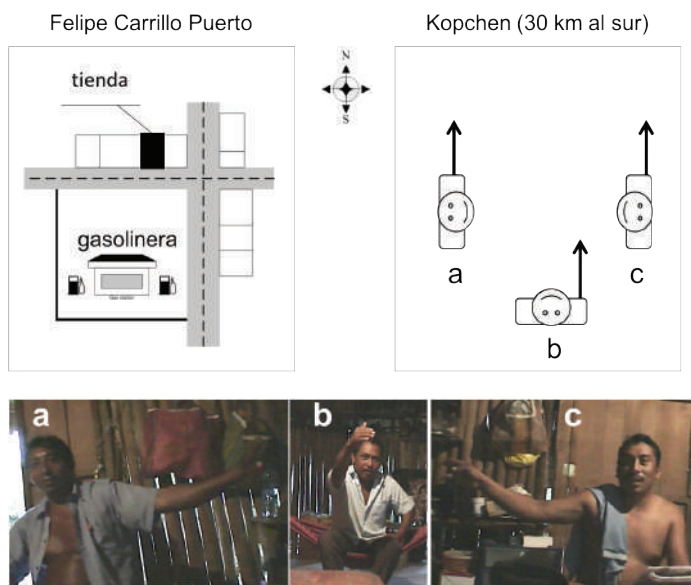 Felipe Carrillo Puerto
Kopchen (30 km al sur)
N
S
tienda
gasolinera
a
c
b
a
b
c